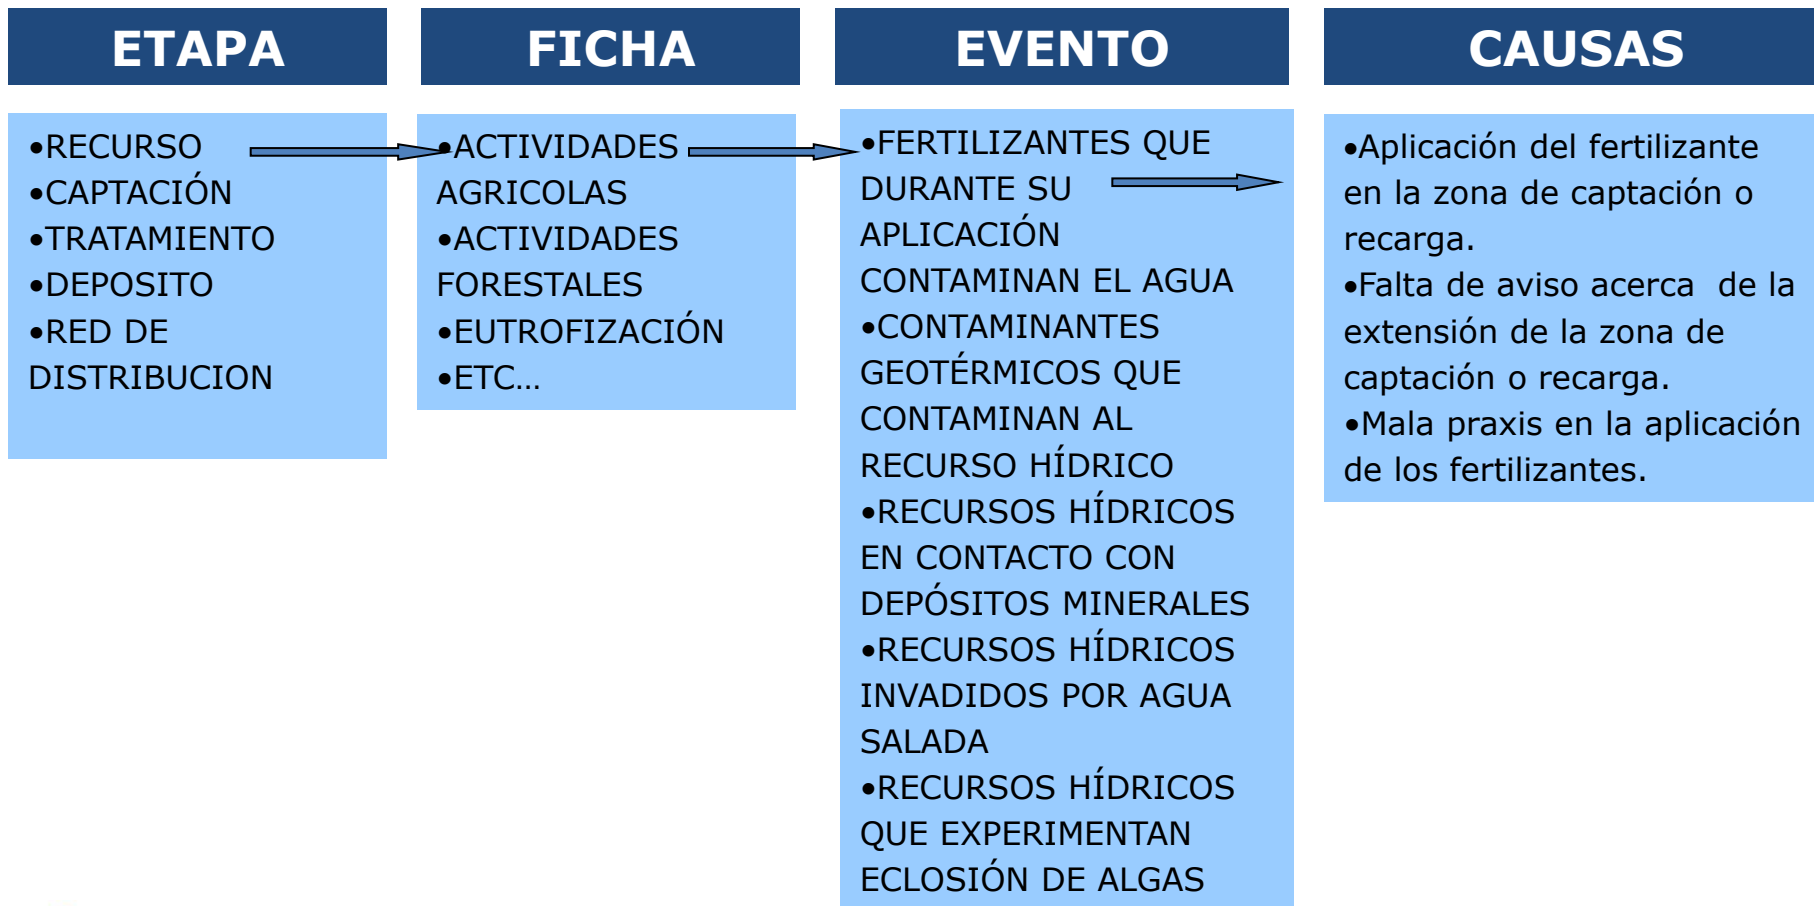 ETAPA
•RECURSO
•CAPTACIÓN
•TRATAMIENTO
•DEPOSITO
•RED DE
DISTRIBUCION
FICHA
•ACTIVIDADES
AGRICOLAS
•ACTIVIDADES
FORESTALES
•EUTROFIZACIÓN
•ETC…
EVENTO
•FERTILIZANTES QUE
DURANTE SU
APLICACIÓN
CONTAMINAN EL AGUA
•CONTAMINANTES
GEOTÉRMICOS QUE
CONTAMINAN AL
RECURSO HÍDRICO
•RECURSOS HÍDRICOS
EN CONTACTO CON
DEPÓSITOS MINERALES
•RECURSOS HÍDRICOS
INVADIDOS POR AGUA
SALADA
•RECURSOS HÍDRICOS
QUE EXPERIMENTAN
ECLOSIÓN DE ALGAS
CAUSAS
•Aplicación del fertilizante
en la zona de captación o
recarga.
•Falta de aviso acerca  de la
extensión de la zona de
captación o recarga.
•Mala praxis en la aplicación
de los fertilizantes.